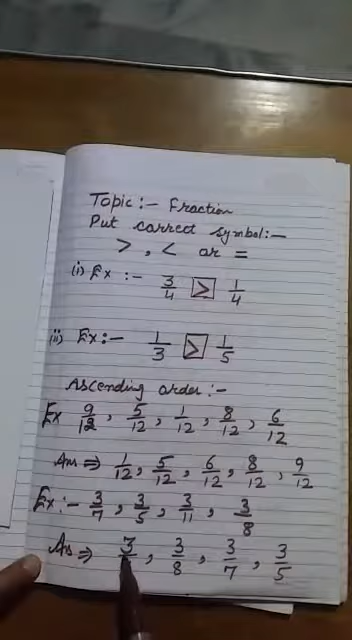 Topic:- Fraction
Put correct symbol:-
> , < or =
(i) Ex :- 3/4 > 1/4
(ii) Ex:- 1/3 > 1/5
Ascending order:-
Ex 9/12, 5/12, 1/12, 8/12, 6/12
Ans ⇒ 1/12, 5/12, 6/12, 8/12, 9/12
Ex:- 3/7, 3/5, 3/11, 3/8
As ⇒ 3/, 3/8, 3/7, 3/5